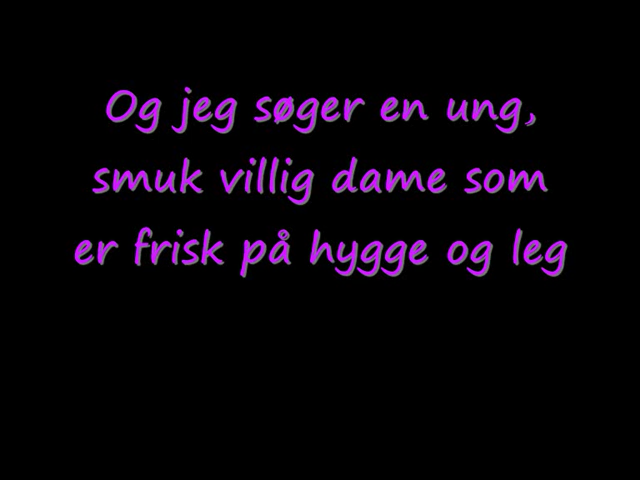 Og jeg søger en ung,
smuk villig dame som
er frisk på hygge og leg